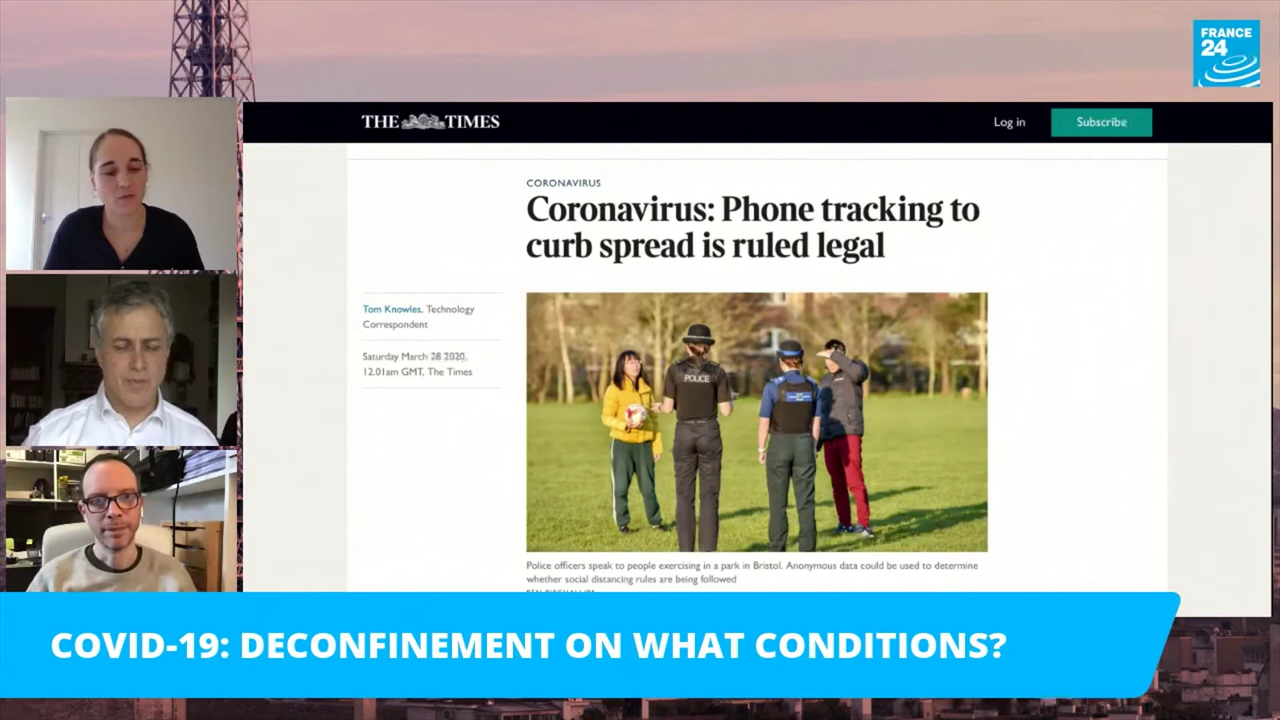 FRANCE
24
THE TIMES
Log in
Subscribe
CORONAVIRUS
Coronavirus: Phone tracking to
curb spread is ruled legal
Tom Knowles, Technology
Correspondent
Saturday March 28 2020,
12.01am GMT, The Times
POLICE
Police officers speak to people exercising in a park in Bristol. Anonymous data could be used to determine
whether social distancing rules are being followed
COVID-19: DECONFINEMENT ON WHAT CONDITIONS?